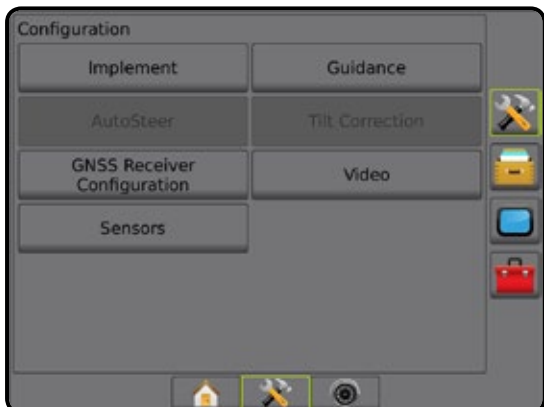 Configuration
Implement
Guidance
AutoSteer
Tilt Correction
GNSS Receiver
Configuration
Video
Sensors